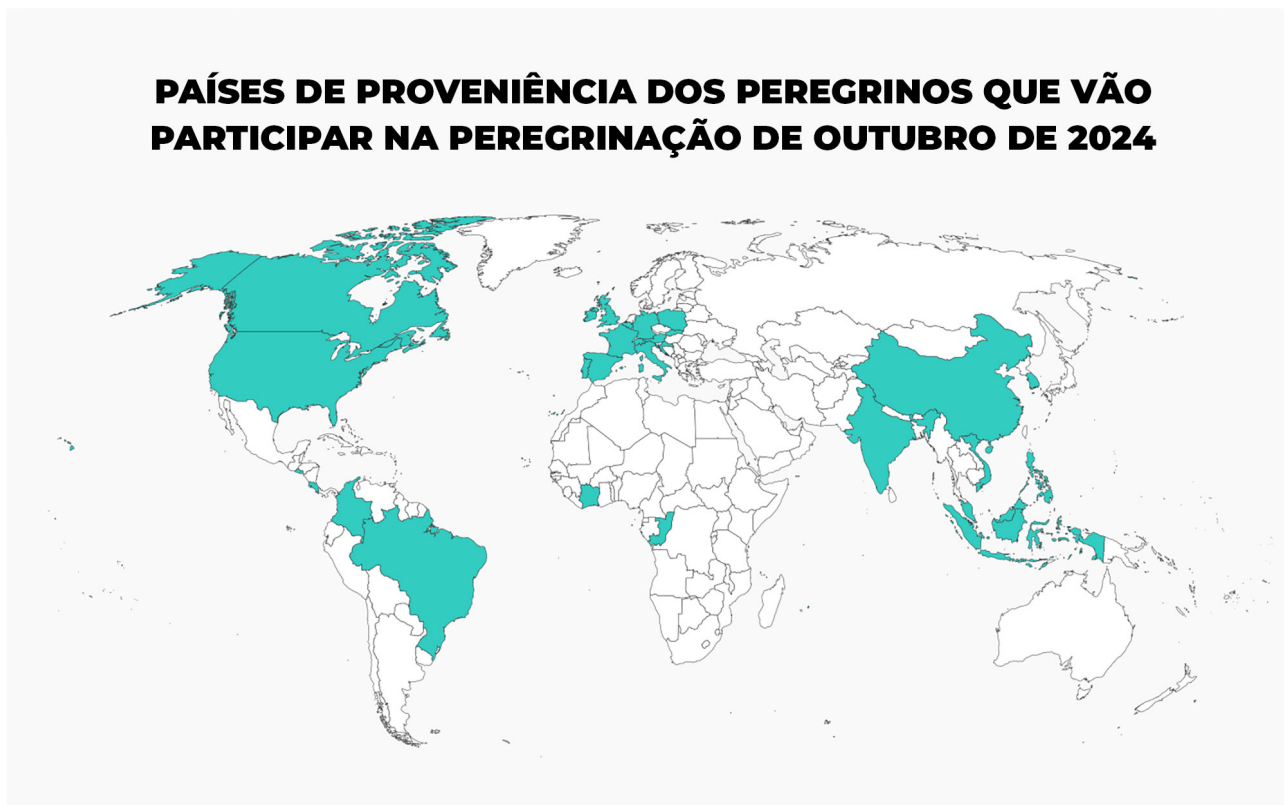 PAÍSES DE PROVENIÊNCIA DOS PEREGRINOS QUE VÃO
PARTICIPAR NA PEREGRINAÇÃO DE OUTUBRO DE 2024